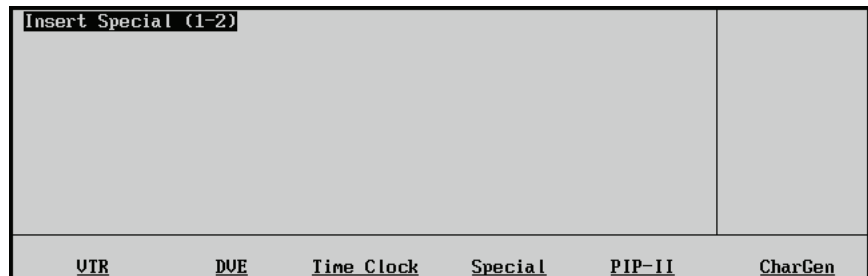 Insert Special (1-2)
VTR DVE Time Clock Special PIP-II CharGen